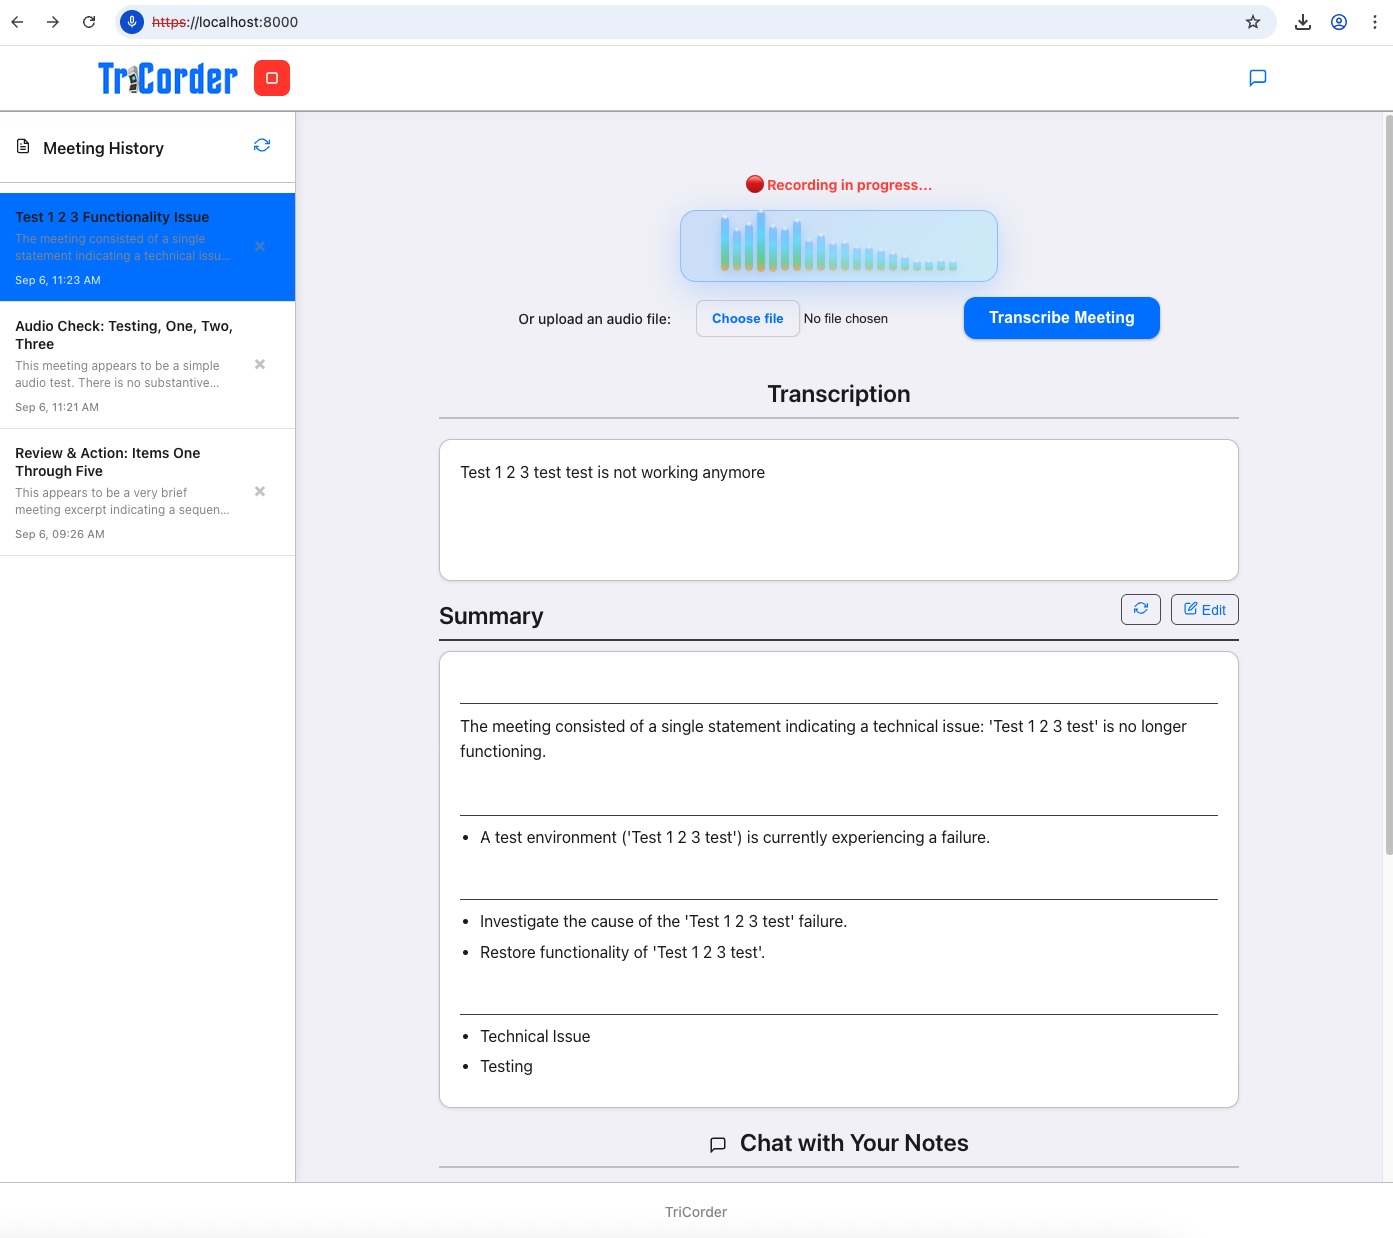 https://localhost:8000
TriCorder
Meeting History
Test 1 2 3 Functionality Issue
The meeting consisted of a single
statement indicating a technical issu...
Sep 6, 11:23 AM
Audio Check: Testing, One, Two,
Three
This meeting appears to be a simple
audio test. There is no substantive...
Sep 6, 11:21 AM
Review & Action: Items One
Through Five
This appears to be a very brief
meeting excerpt indicating a sequen...
Sep 6, 09:26 AM
Recording in progress...
Or upload an audio file:
Choose file
No file chosen
Transcribe Meeting
Transcription
Test 1 2 3 test test is not working anymore
Summary
Edit
The meeting consisted of a single statement indicating a technical issue: 'Test 1 2 3 test' is no longer
functioning.
• A test environment ('Test 1 2 3 test') is currently experiencing a failure.
• Investigate the cause of the 'Test 1 2 3 test' failure.
• Restore functionality of 'Test 1 2 3 test'.
• Technical Issue
• Testing
Chat with Your Notes
TriCorder